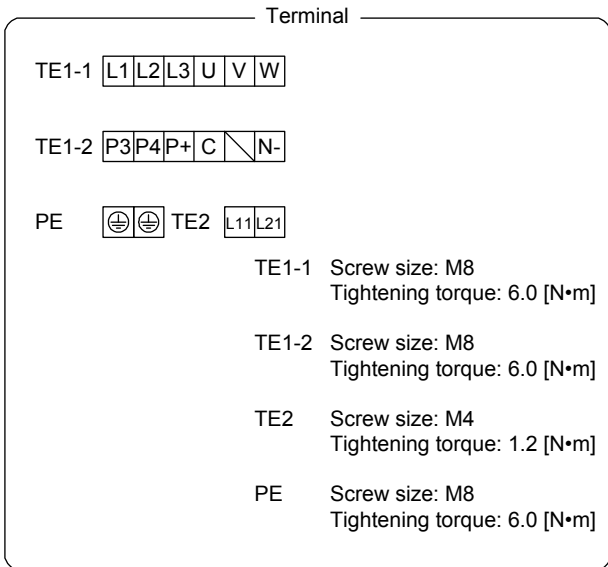 Terminal
TE1-1 L1 L2 L3 U V W
TE1-2 P3 P4 P+ C N-
PE TE2 L11 L21
TE1-1 Screw size: M8
Tightening torque: 6.0 [N•m]
TE1-2 Screw size: M8
Tightening torque: 6.0 [N•m]
TE2 Screw size: M4
Tightening torque: 1.2 [N•m]
PE Screw size: M8
Tightening torque: 6.0 [N•m]